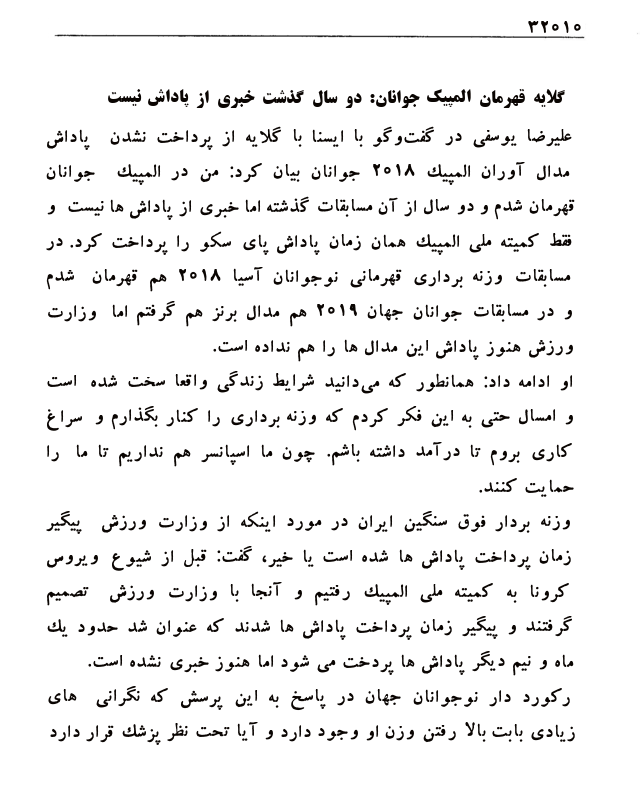 ۳۲۰۱۰
گلایه قهرمان المپیک جوانان: دو سال گذشت خبری از پاداش نیست
علیرضا یوسفی در گفت‌وگو با ایسنا با گلایه از پرداخت نشدن پاداش
مدال آوران المپیک ۲۰۱۸ جوانان بیان کرد: من در المپیک جوانان
قهرمان شدم و دو سال از آن مسابقات گذشته اما خبری از پاداش ها نیست و
فقط کمیته ملی المپیک همان زمان پاداش پای سکو را پرداخت کرد. در
مسابقات وزنه برداری قهرمانی نوجوانان آسیا ۲۰۱۸ هم قهرمان شدم
و در مسابقات جوانان جهان ۲۰۱۹ هم مدال برنز هم گرفتم اما وزارت
ورزش هنوز پاداش این مدال ها را هم نداده است.
او ادامه داد: همانطور که می‌دانید شرایط زندگی واقعا سخت شده است
و امسال حتی به این فکر کردم که وزنه برداری را کنار بگذارم و سراغ
کاری بروم تا درآمد داشته باشم. چون ما اسپانسر هم نداریم تا ما را
حمایت کنند.
وزنه بردار فوق سنگین ایران در مورد اینکه از وزارت ورزش پیگیر
زمان پرداخت پاداش ها شده است یا خیر، گفت: قبل از شیوع ویروس
کرونا به کمیته ملی المپیک رفتیم و آنجا با وزارت ورزش تصمیم
گرفتند و پیگیر زمان پرداخت پاداش ها شدند که عنوان شد حدود یک
ماه و نیم دیگر پاداش ها پردخت می شود اما هنوز خبری نشده است.
رکورد دار نوجوانان جهان در پاسخ به این پرسش که نگرانی های
زیادی بابت بالا رفتن وزن او وجود دارد و آیا تحت نظر پزشک قرار دارد